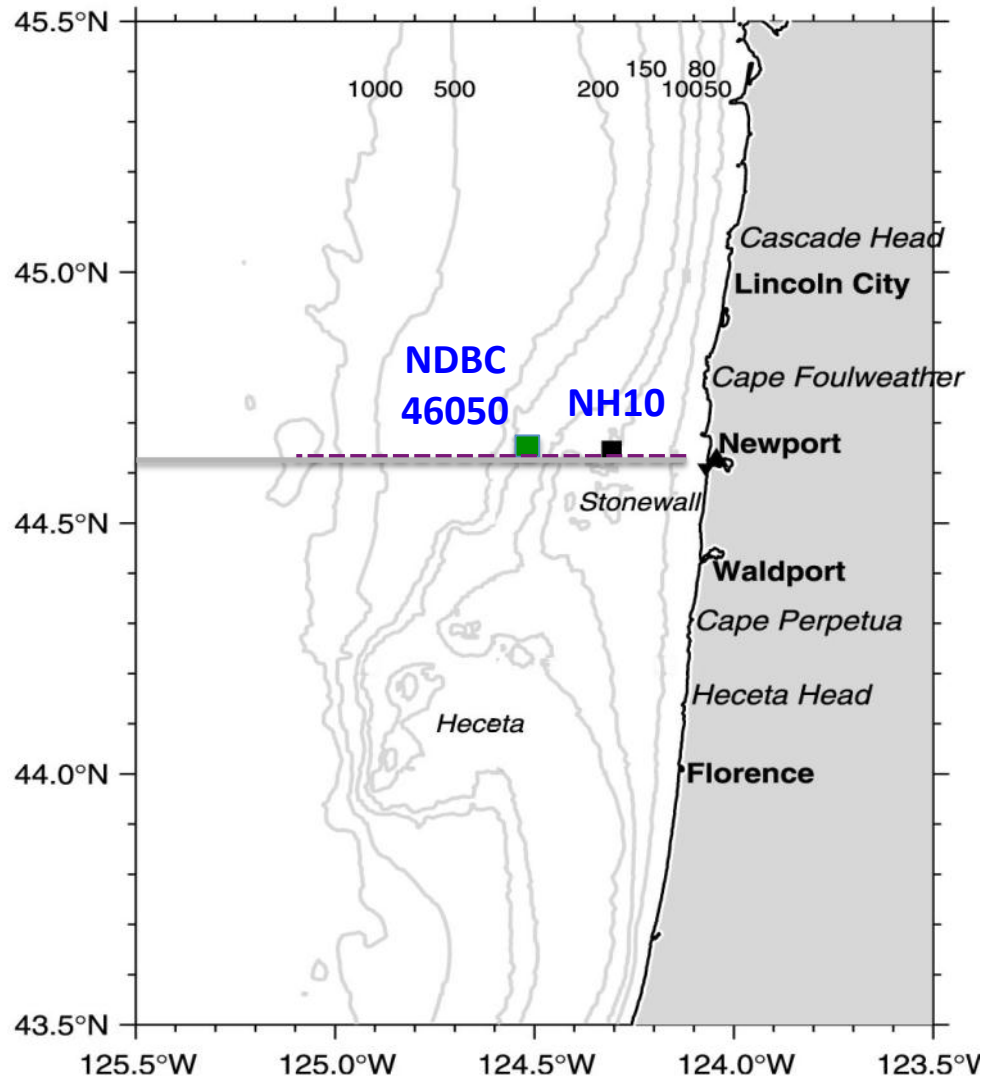 45.5°N
150 80
1000 500 200 10050
Cascade Head
45.0°N
Lincoln City
NDBC
46050
Cape Foulweather
NH10
Newport
Stonewall
44.5°N
Waldport
Cape Perpetua
Heceta Head
Heceta
44.0°N
Florence
43.5°N
125.5°W 125.0°W 124.5°W 124.0°W 123.5°W